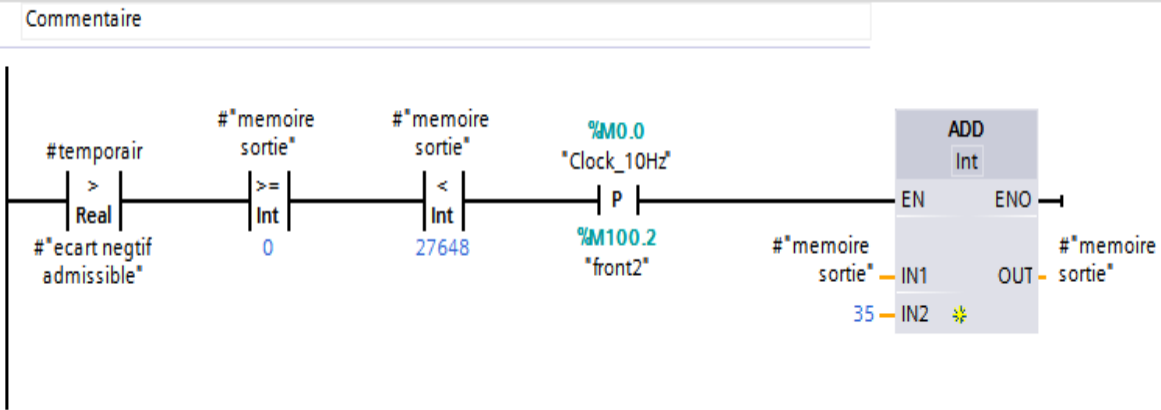 Commentaire
#temporair
>
Real
#"ecart negtif
admissible"
#"memoire
sortie"
>=
Int
0
#"memoire
sortie"
<
Int
27648
%M0.0
"Clock_10Hz"
P
%M100.2
"front2"
ADD
Int
EN
ENO
#"memoire
sortie"
IN1
OUT
#"memoire
sortie"
35
IN2